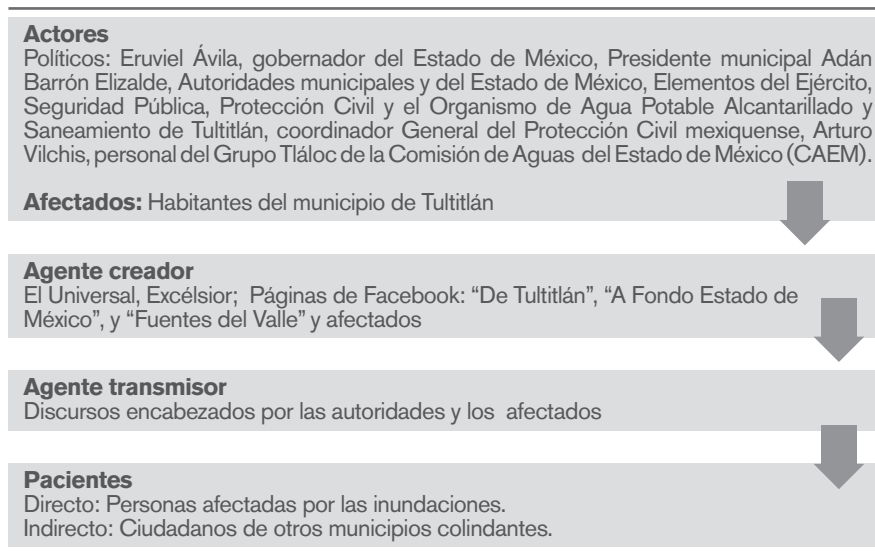 Actores
Políticos: Eruviel Ávila, gobernador del Estado de México, Presidente municipal Adán
Barrón Elizalde, Autoridades municipales y del Estado de México, Elementos del Ejército,
Seguridad Pública, Protección Civil y el Organismo de Agua Potable Alcantarillado y
Saneamiento de Tultitlán, coordinador General del Protección Civil mexiquense, Arturo
Vilchis, personal del Grupo Tláloc de la Comisión de Aguas del Estado de México (CAEM).
Afectados: Habitantes del municipio de Tultitlán
Agente creador
El Universal, Excélsior; Páginas de Facebook: “De Tultitlán”, “A Fondo Estado de
México”, y “Fuentes del Valle” y afectados
Agente transmisor
Discursos encabezados por las autoridades y los afectados
Pacientes
Directo: Personas afectadas por las inundaciones.
Indirecto: Ciudadanos de otros municipios colindantes.